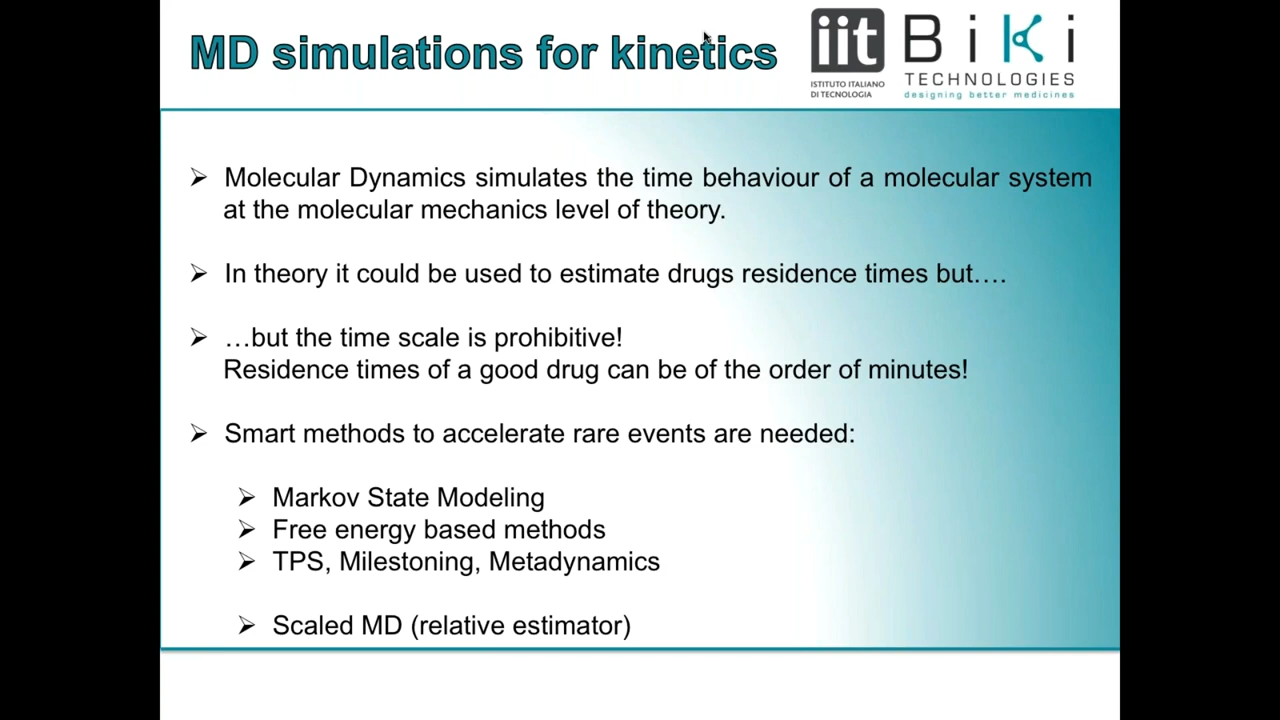 MD simulations for kinetics
iit
ISTITUTO ITALIANO
DI TECNOLOGIA
BiKi
TECHNOLOGIES
designing better medicines
Molecular Dynamics simulates the time behaviour of a molecular system
at the molecular mechanics level of theory.
In theory it could be used to estimate drugs residence times but….
…but the time scale is prohibitive!
Residence times of a good drug can be of the order of minutes!
Smart methods to accelerate rare events are needed:
Markov State Modeling
Free energy based methods
TPS, Milestoning, Metadynamics
Scaled MD (relative estimator)